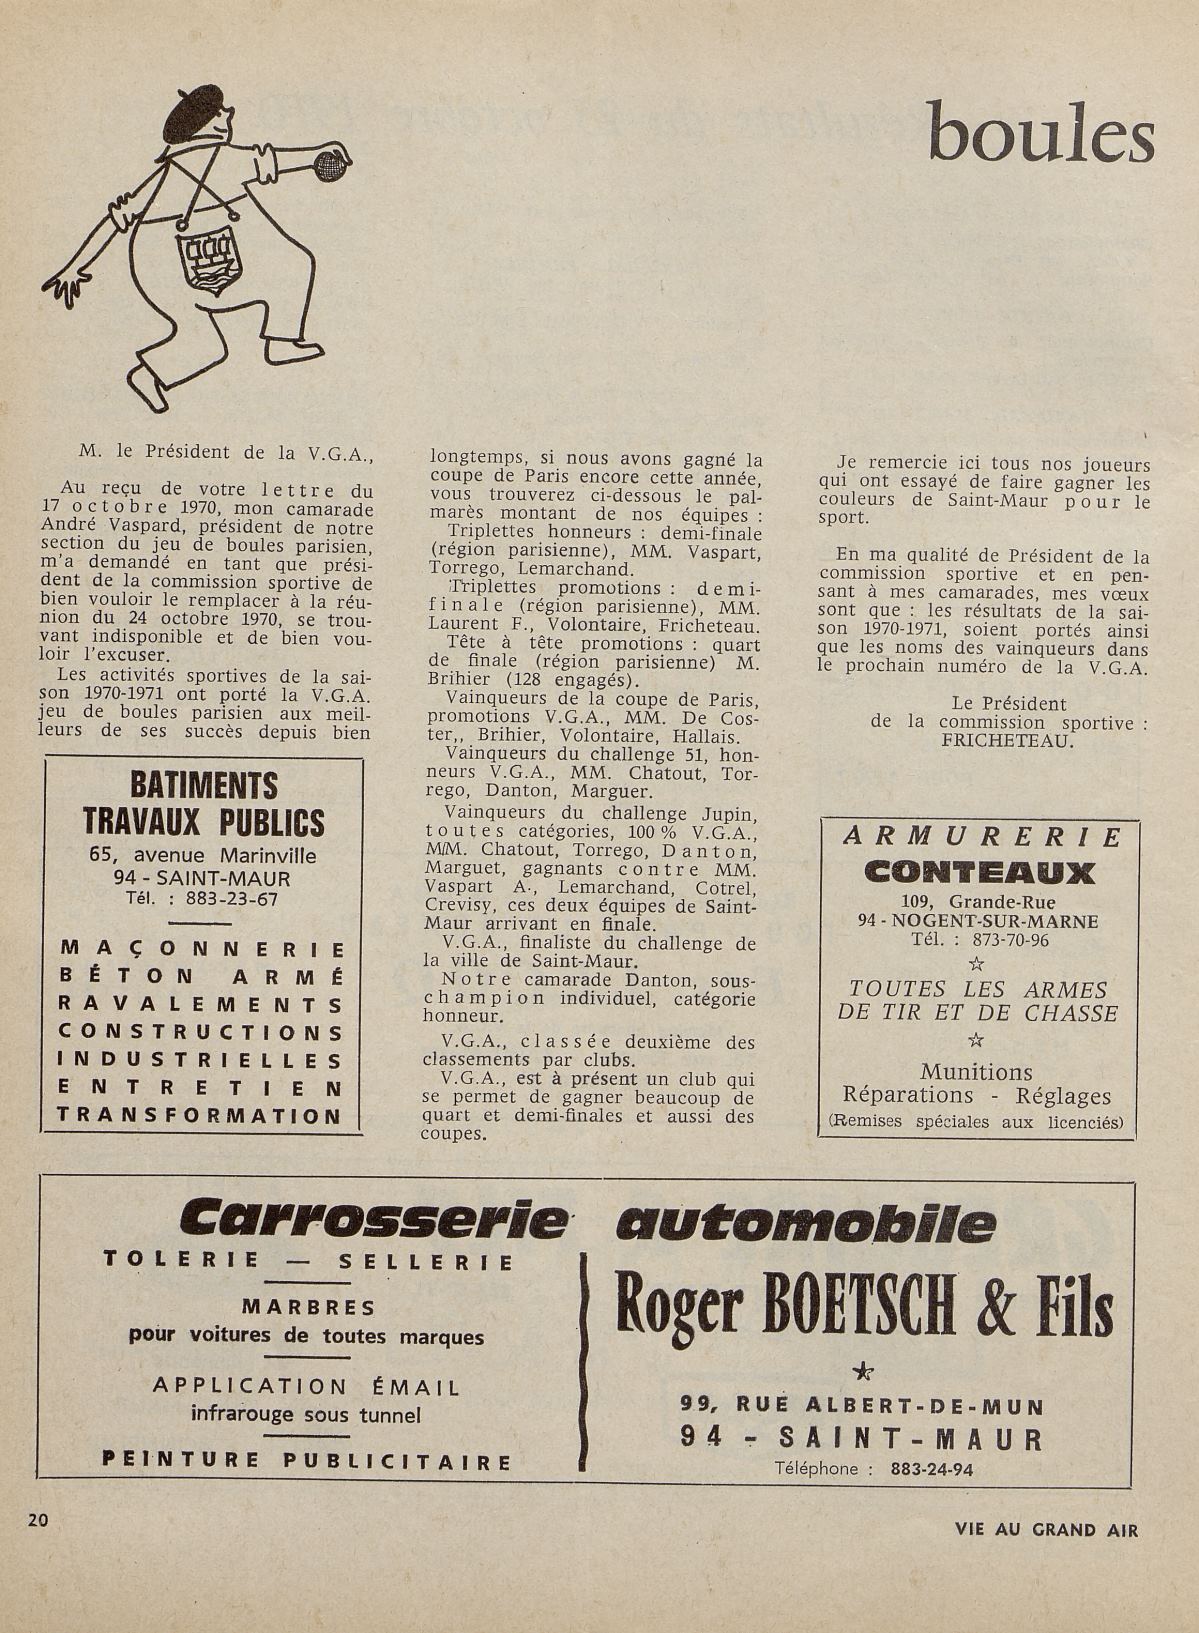 boules
M. le Président de la V.G.A.,
Au reçu de votre lettre du
17 octobre 1970, mon camarade
André Vaspard, président de notre
section du jeu de boules parisien,
m'a demandé en tant que prési-
dent de la commission sportive de
bien vouloir le remplacer à la réu-
nion du 24 octobre 1970, se trou-
vant indisponible et de bien vou-
loir l'excuser.
Les activités sportives de la sai-
son 1970-1971 ont porté la V.G.A.
jeu de boules parisien aux meil-
leurs de ses succès depuis bien
longtemps, si nous avons gagné la
coupe de Paris encore cette année,
vous trouverez ci-dessous le pal-
marès montant de nos équipes :
Triplettes honneurs : demi-finale
(région parisienne), MM. Vaspart,
Torrego, Lemarchand.
Triplettes promotions : demi-
finale (région parisienne), MM.
Laurent F., Volontaire, Fricheteau.
Tête à tête promotions : quart
de finale (région parisienne) M.
Brihier (128 engagés).
Vainqueurs de la coupe de Paris,
promotions V.G.A., MM. De Cos-
ter,, Brihier, Volontaire, Hallais.
Vainqueurs du challenge 51, hon-
neurs V.G.A., MM. Chatout, Tor-
rego, Danton, Marguer.
Vainqueurs du challenge Jupin,
toutes catégories, 100 % V.G.A.,
MM. Chatout, Torrego, Danton,
Marguet, gagnants contre MM.
Vaspart A., Lemarchand, Cotrel,
Crevisy, ces deux équipes de Saint-
Maur arrivant en finale.
V.G.A., finaliste du challenge de
la ville de Saint-Maur.
Notre camarade Danton, sous-
champion individuel, catégorie
honneur.
V.G.A., classée deuxième des
classements par clubs.
V.G.A., est à présent un club qui
se permet de gagner beaucoup de
quart et demi-finales et aussi des
coupes.
Je remercie ici tous nos joueurs
qui ont essayé de faire gagner les
couleurs de Saint-Maur pour le
sport.
En ma qualité de Président de la
commission sportive et en pen-
sant à mes camarades, mes vœux
sont que : les résultats de la sai-
son 1970-1971, soient portés ainsi
que les noms des vainqueurs dans
le prochain numéro de la V.G.A.
Le Président
de la commission sportive :
FRICHETEAU.
BATIMENTS
TRAVAUX PUBLICS
65, avenue Marinville
94 - SAINT-MAUR
Tél. : 883-23-67
MAÇONNERIE
BÉTON ARMÉ
RAVALEMENTS
CONSTRUCTIONS
INDUSTRIELLES
ENTRETIEN
TRANSFORMATION
ARMURERIE
CONTEAUX
109, Grande-Rue
94 - NOGENT-SUR-MARNE
Tél. : 873-70-96
TOUTES LES ARMES
DE TIR ET DE CHASSE
Munitions
Réparations - Réglages
(Remises spéciales aux licenciés)
Carrosserie automobile
TOLERIE — SELLERIE
MARBRES
pour voitures de toutes marques
APPLICATION ÉMAIL
infrarouge sous tunnel
PEINTURE PUBLICITAIRE
Roger BOETSCH & Fils
99, RUE ALBERT-DE-MUN
94 - SAINT-MAUR
Téléphone : 883-24-94
20
VIE AU GRAND AIR